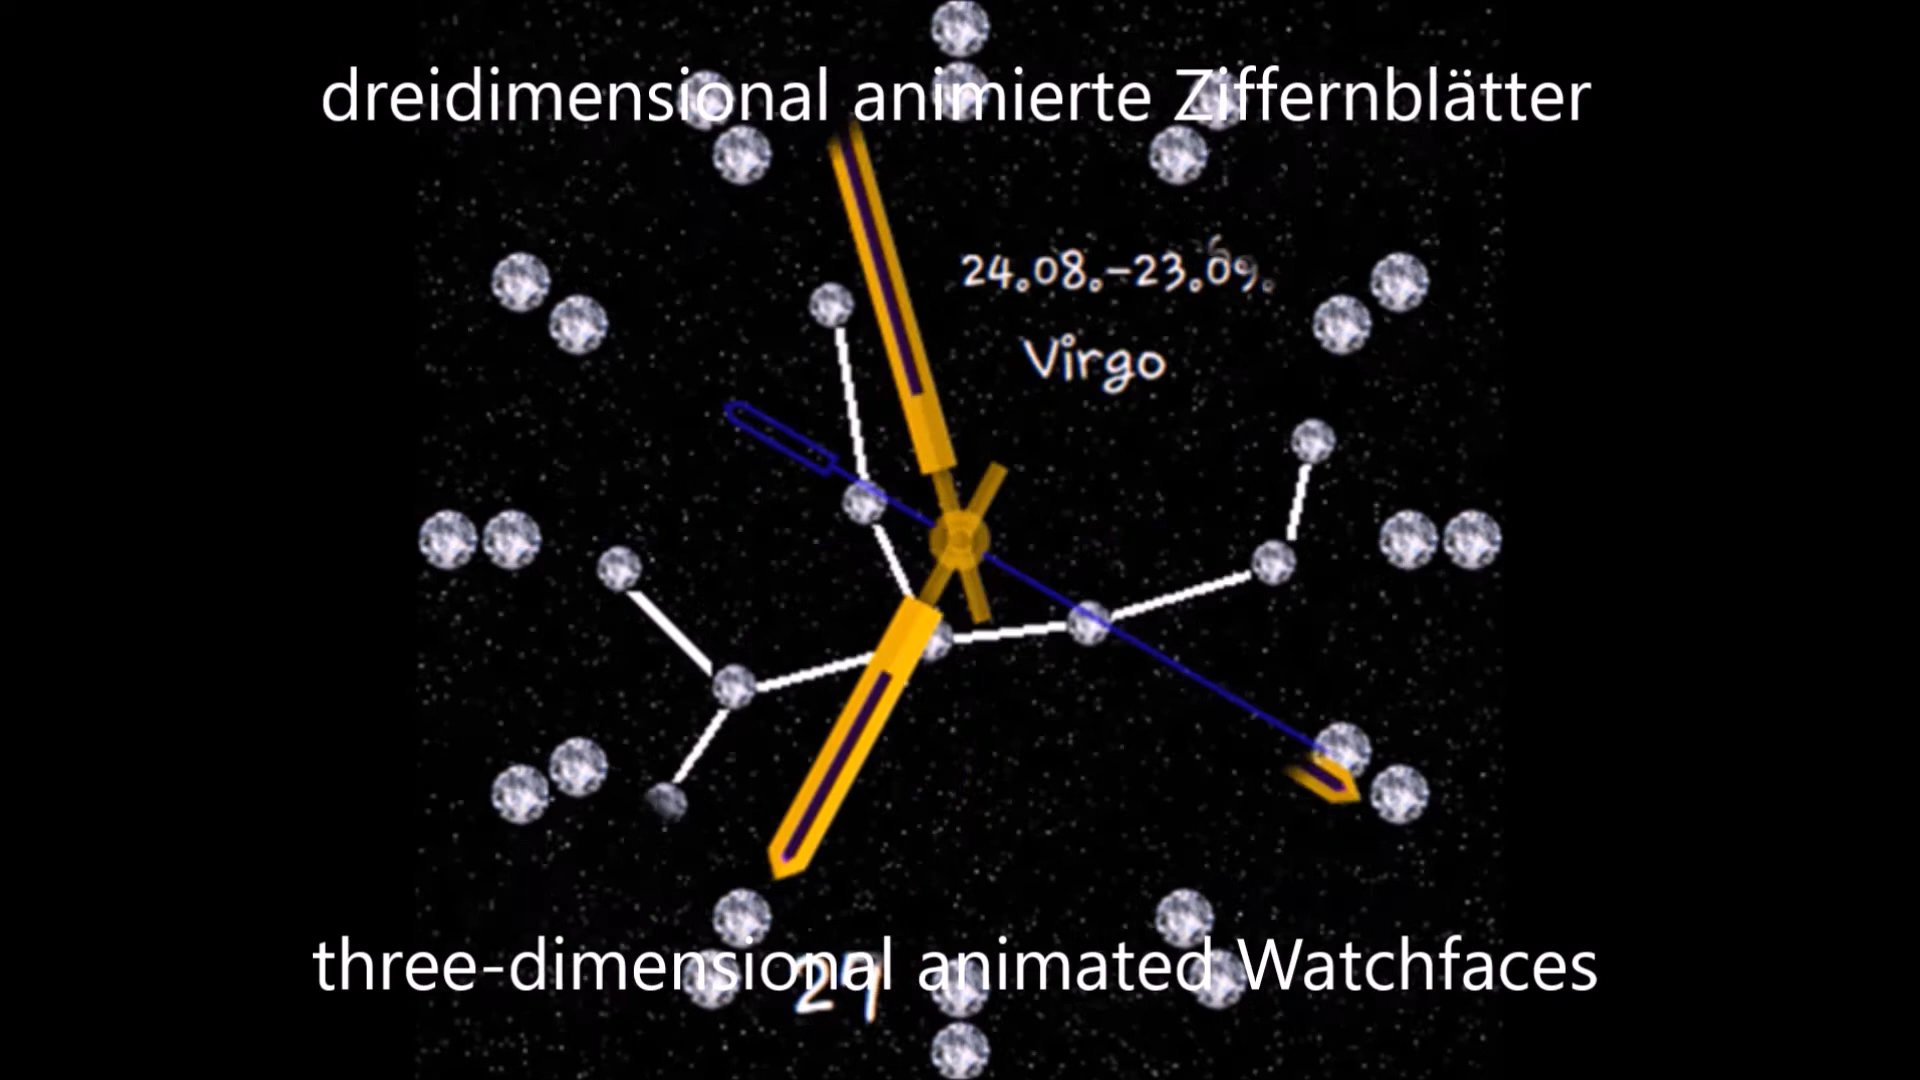 dreidimensional animierte Ziffernblätter
24.08.-23.09.
Virgo
three-dimensional animated Watchfaces